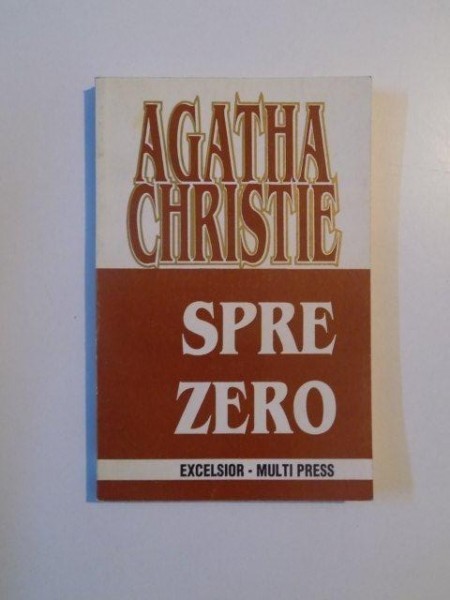 AGATHA
CHRISTIE
SPRE
ZERO
EXCELSIOR - MULTI PRESS